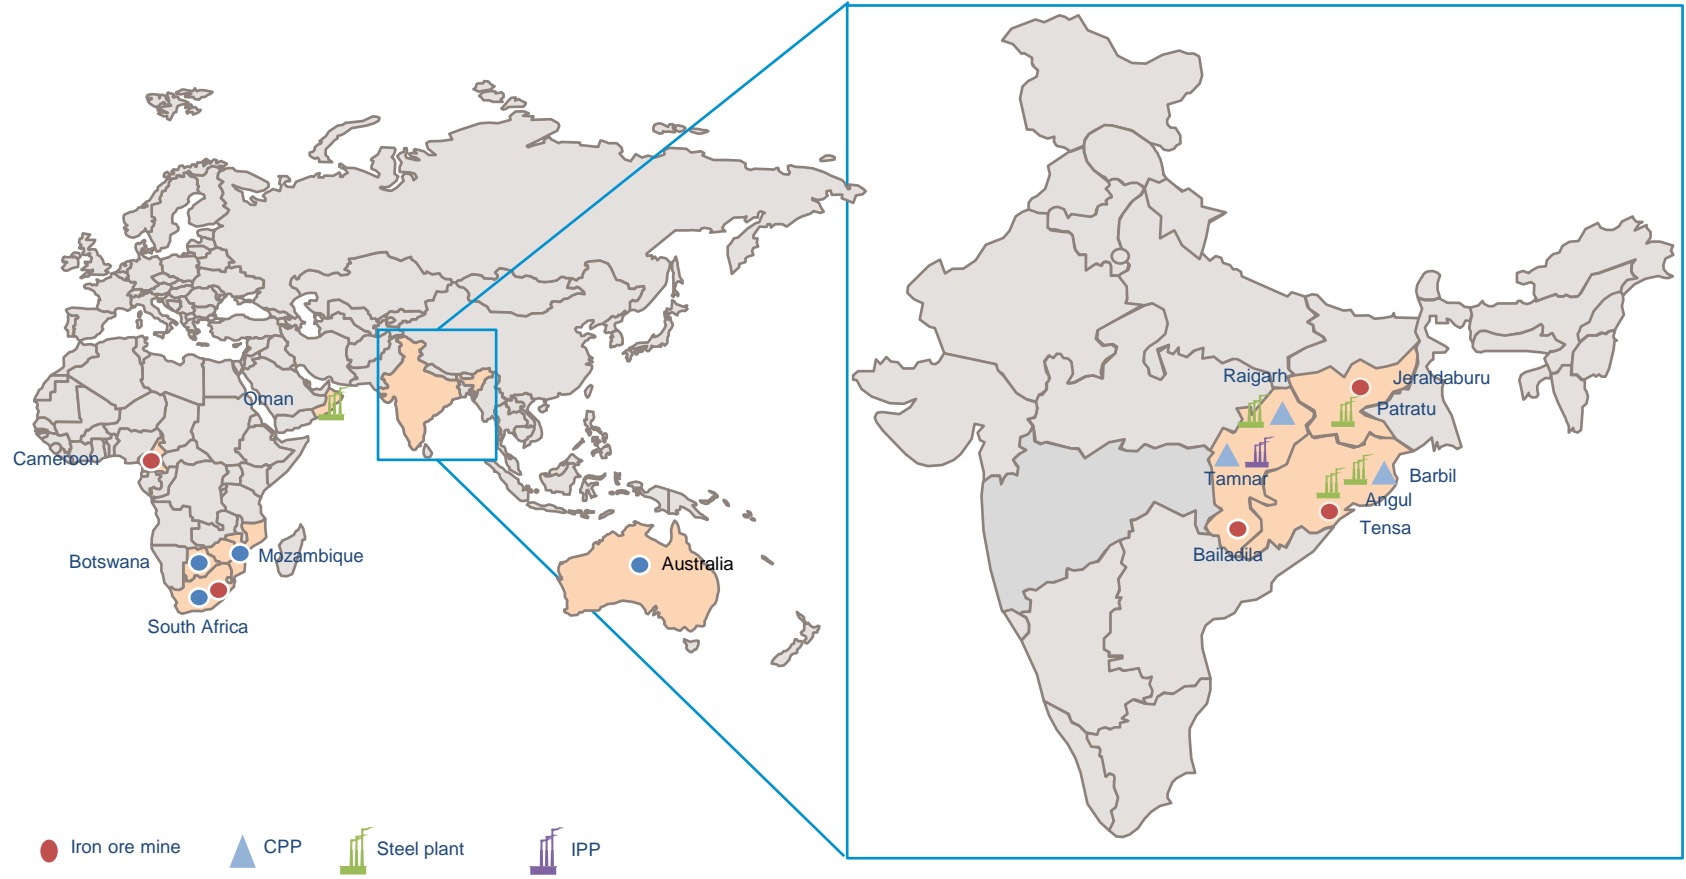 Oman
Cameroon
Botswana
Mozambique
South Africa
Australia
Raigarh
Jeraldaburu
Patratu
Tamnar
Barbil
Angul
Tensa
Bailadila
Iron ore mine
CPP
Steel plant
IPP